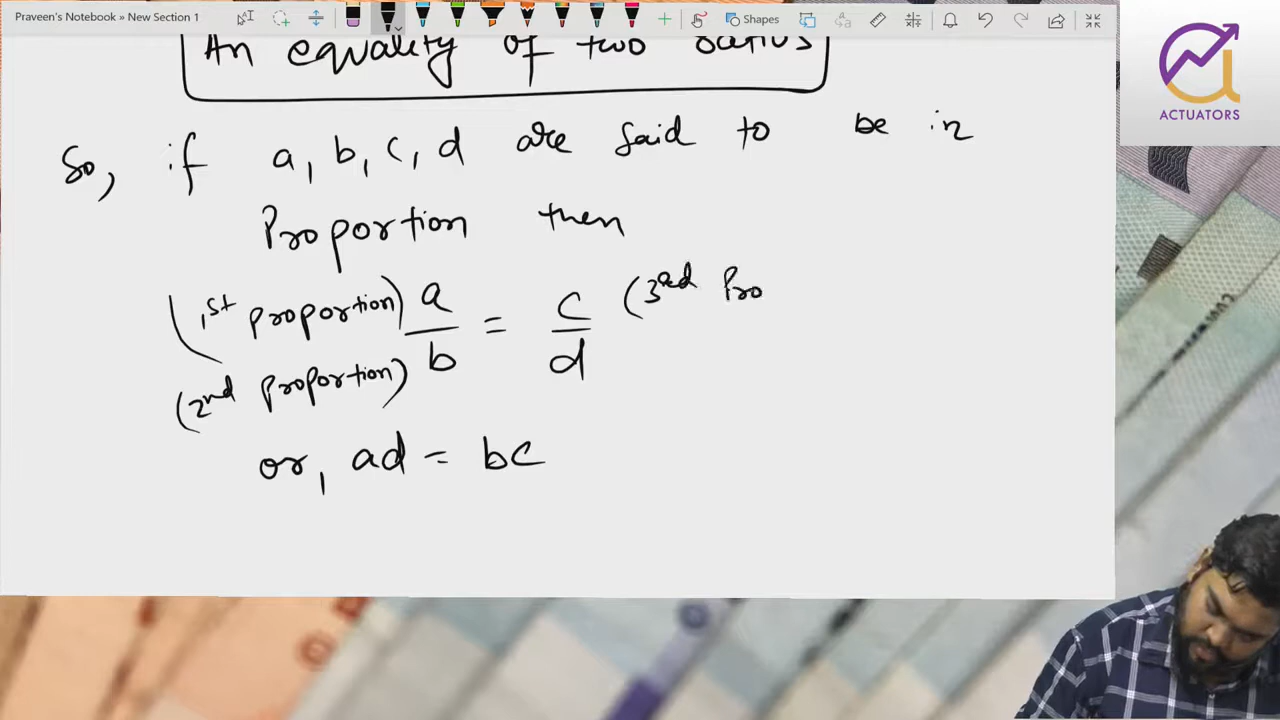 Praveen's Notebook » New Section 1
Shapes
ACTUATORS
An equality of two ratios
So, if a, b, c, d are said to be in
Proportion then
(1st proportion) a/b = c/d (3rd Pro
(2nd proportion)
or, ad = bc